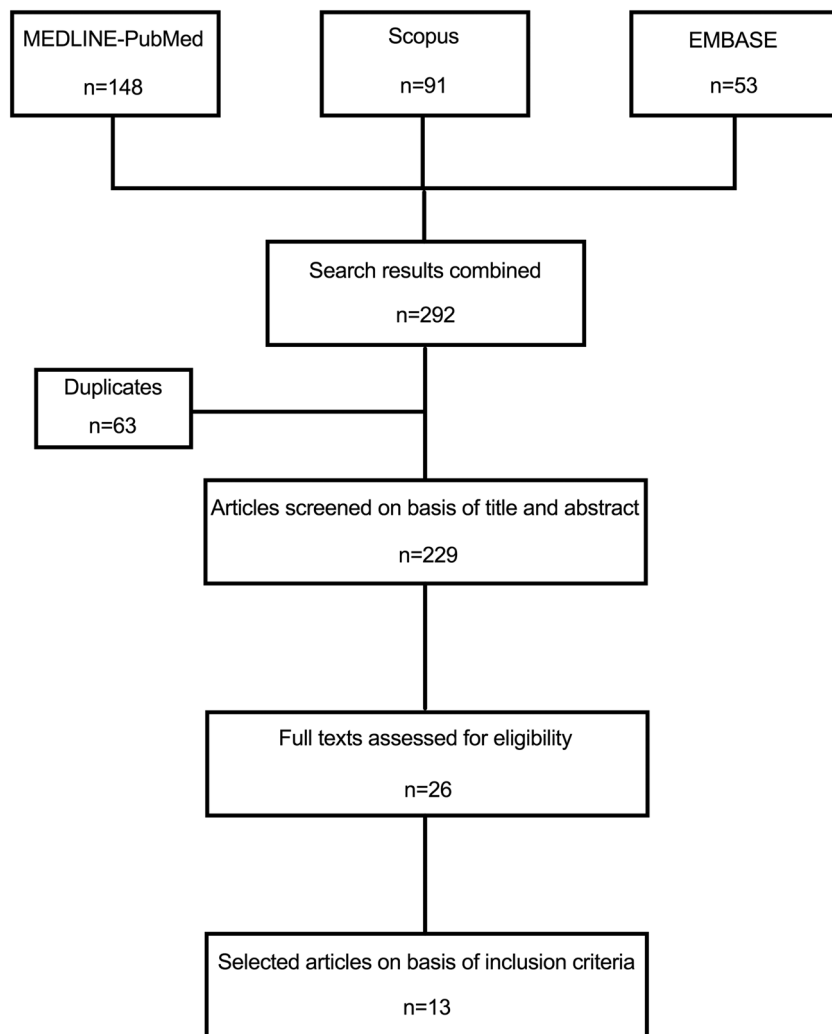 MEDLINE-PubMed
n=148
Scopus
n=91
EMBASE
n=53
Search results combined
n=292
Duplicates
n=63
Articles screened on basis of title and abstract
n=229
Full texts assessed for eligibility
n=26
Selected articles on basis of inclusion criteria
n=13